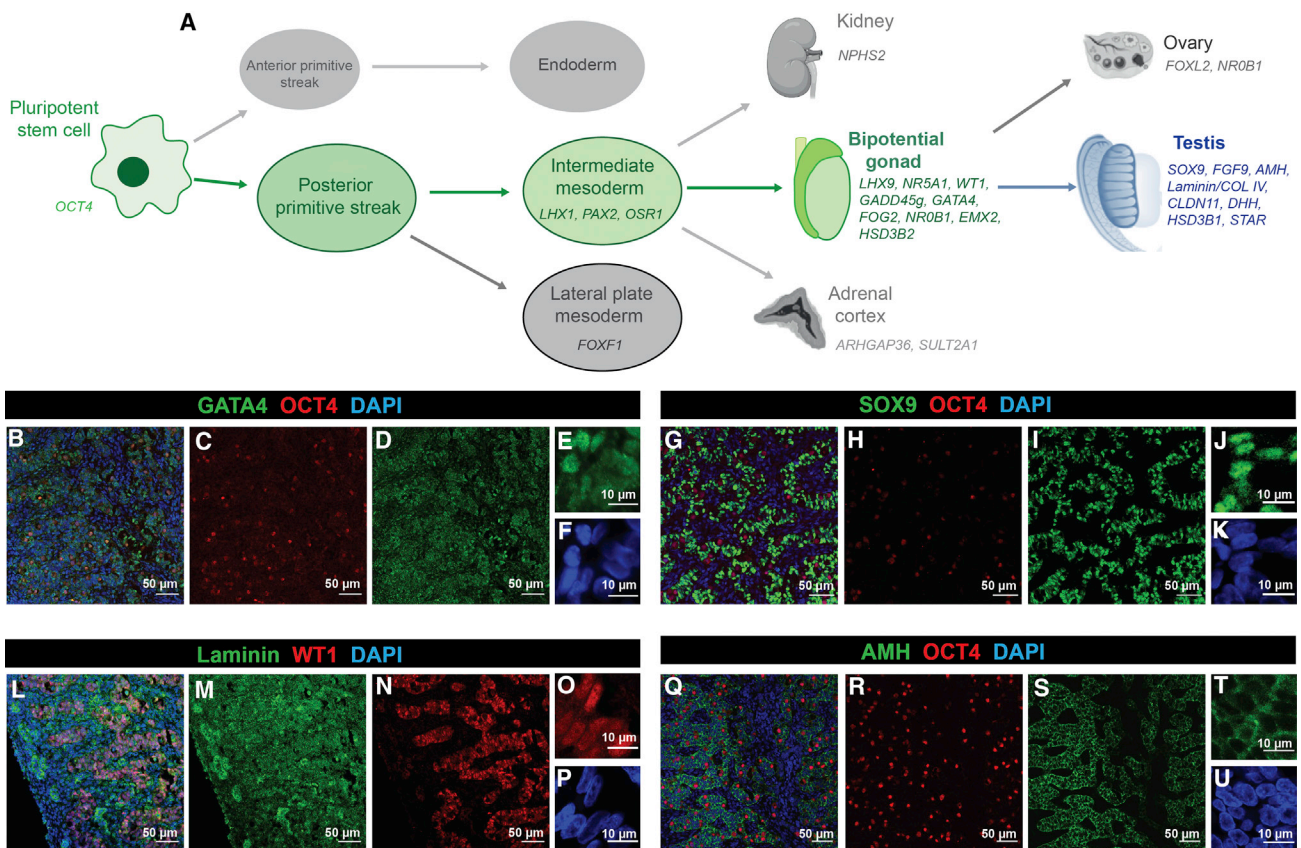 A
Pluripotent
stem cell
OCT4
Anterior primitive
streak
Endoderm
Posterior
primitive streak
Intermediate
mesoderm
LHX1, PAX2, OSR1
Lateral plate
mesoderm
FOXF1
Kidney
NPHS2
Bipotential
gonad
LHX9, NR5A1, WT1,
GADD45g, GATA4,
FOG2, NR0B1, EMX2,
HSD3B2
Adrenal
cortex
ARHGAP36, SULT2A1
Ovary
FOXL2, NR0B1
Testis
SOX9, FGF9, AMH,
Laminin/COL IV,
CLDN11, DHH,
HSD3B1, STAR
GATA4 OCT4 DAPI
B
50 µm
C
50 µm
D
50 µm
E
10 µm
F
10 µm
SOX9 OCT4 DAPI
G
50 µm
H
50 µm
I
50 µm
J
10 µm
K
10 µm
Laminin WT1 DAPI
L
50 µm
M
50 µm
N
50 µm
O
10 µm
P
10 µm
AMH OCT4 DAPI
Q
50 µm
R
50 µm
S
50 µm
T
10 µm
U
10 µm